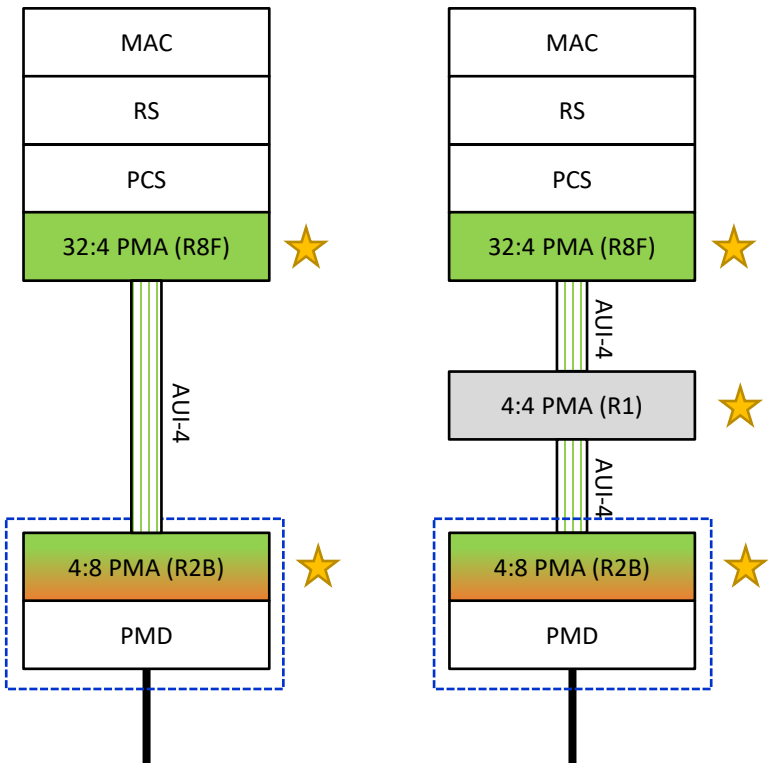 MAC
RS
PCS
32:4 PMA (R8F)
AUI-4
4:8 PMA (R2B)
PMD
MAC
RS
PCS
32:4 PMA (R8F)
AUI-4
4:4 PMA (R1)
AUI-4
4:8 PMA (R2B)
PMD